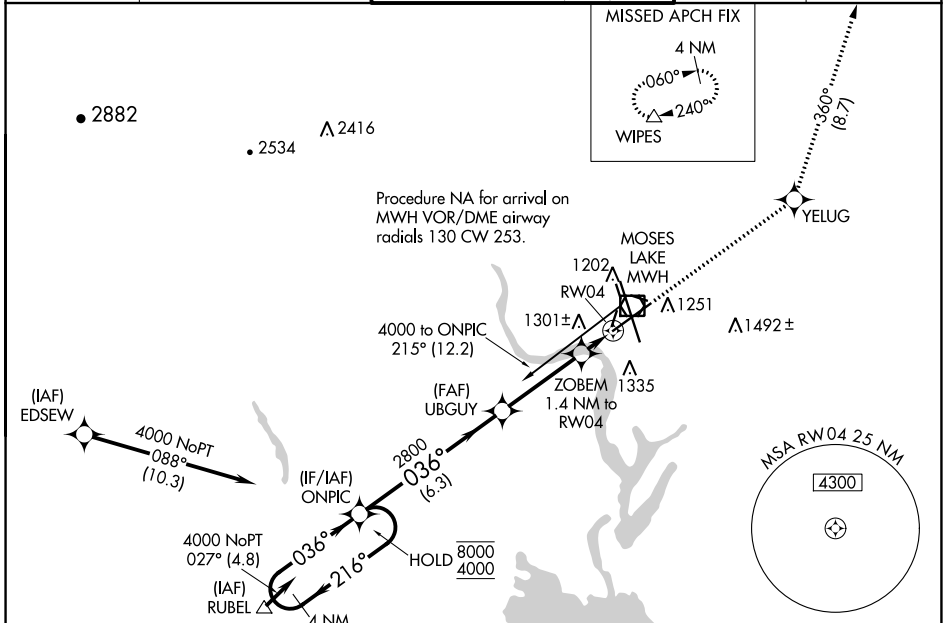 MISSED APCH FIX
4 NM
060°
240°
WIPES
360°
(8.7)
2882
2534
2416
YELUG
Procedure NA for arrival on
MWH VOR/DME airway
radials 130 CW 253.
MOSES
LAKE
MWH
1202
RW04
1251
1301±
1492±
4000 to ONPIC
215° (12.2)
ZOBEM
1.4 NM to
RW04
1335
(FAF)
UBGUY
(IAF)
EDSEW
4000 NoPT
088°
(10.3)
2800
036°
(6.3)
(IF/IAF)
ONPIC
MSA RW04 25 NM
4300
4000 NoPT
027° (4.8)
036°
216°
HOLD
8000
4000
(IAF)
RUBEL
4 NM